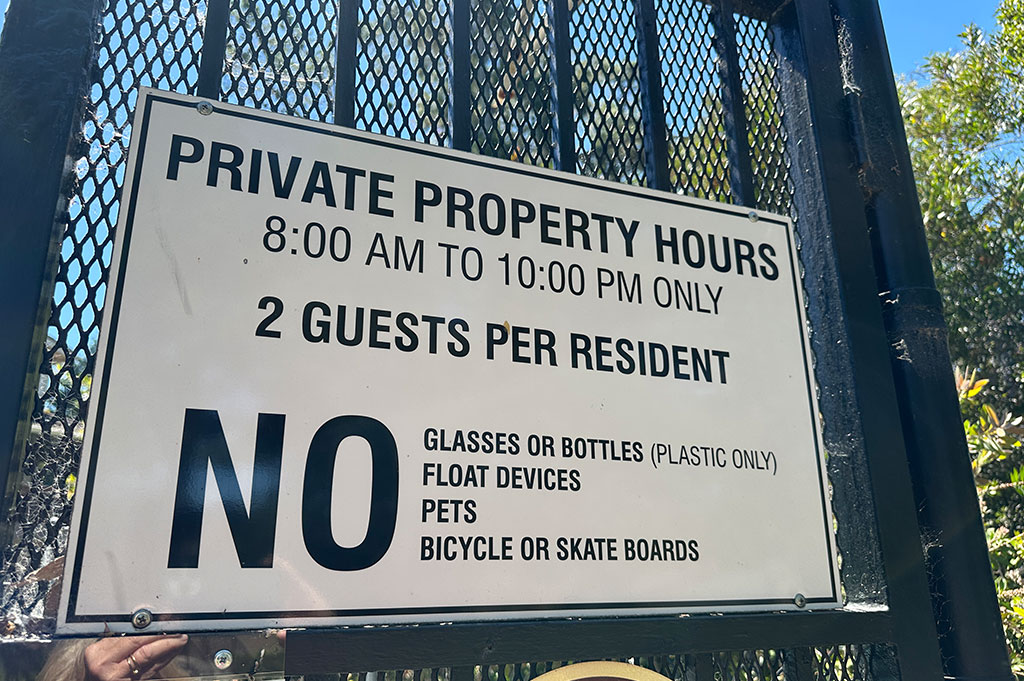 PRIVATE PROPERTY HOURS
8:00 AM TO 10:00 PM ONLY
2 GUESTS PER RESIDENT
NO
GLASSES OR BOTTLES (PLASTIC ONLY)
FLOAT DEVICES
PETS
BICYCLE OR SKATE BOARDS